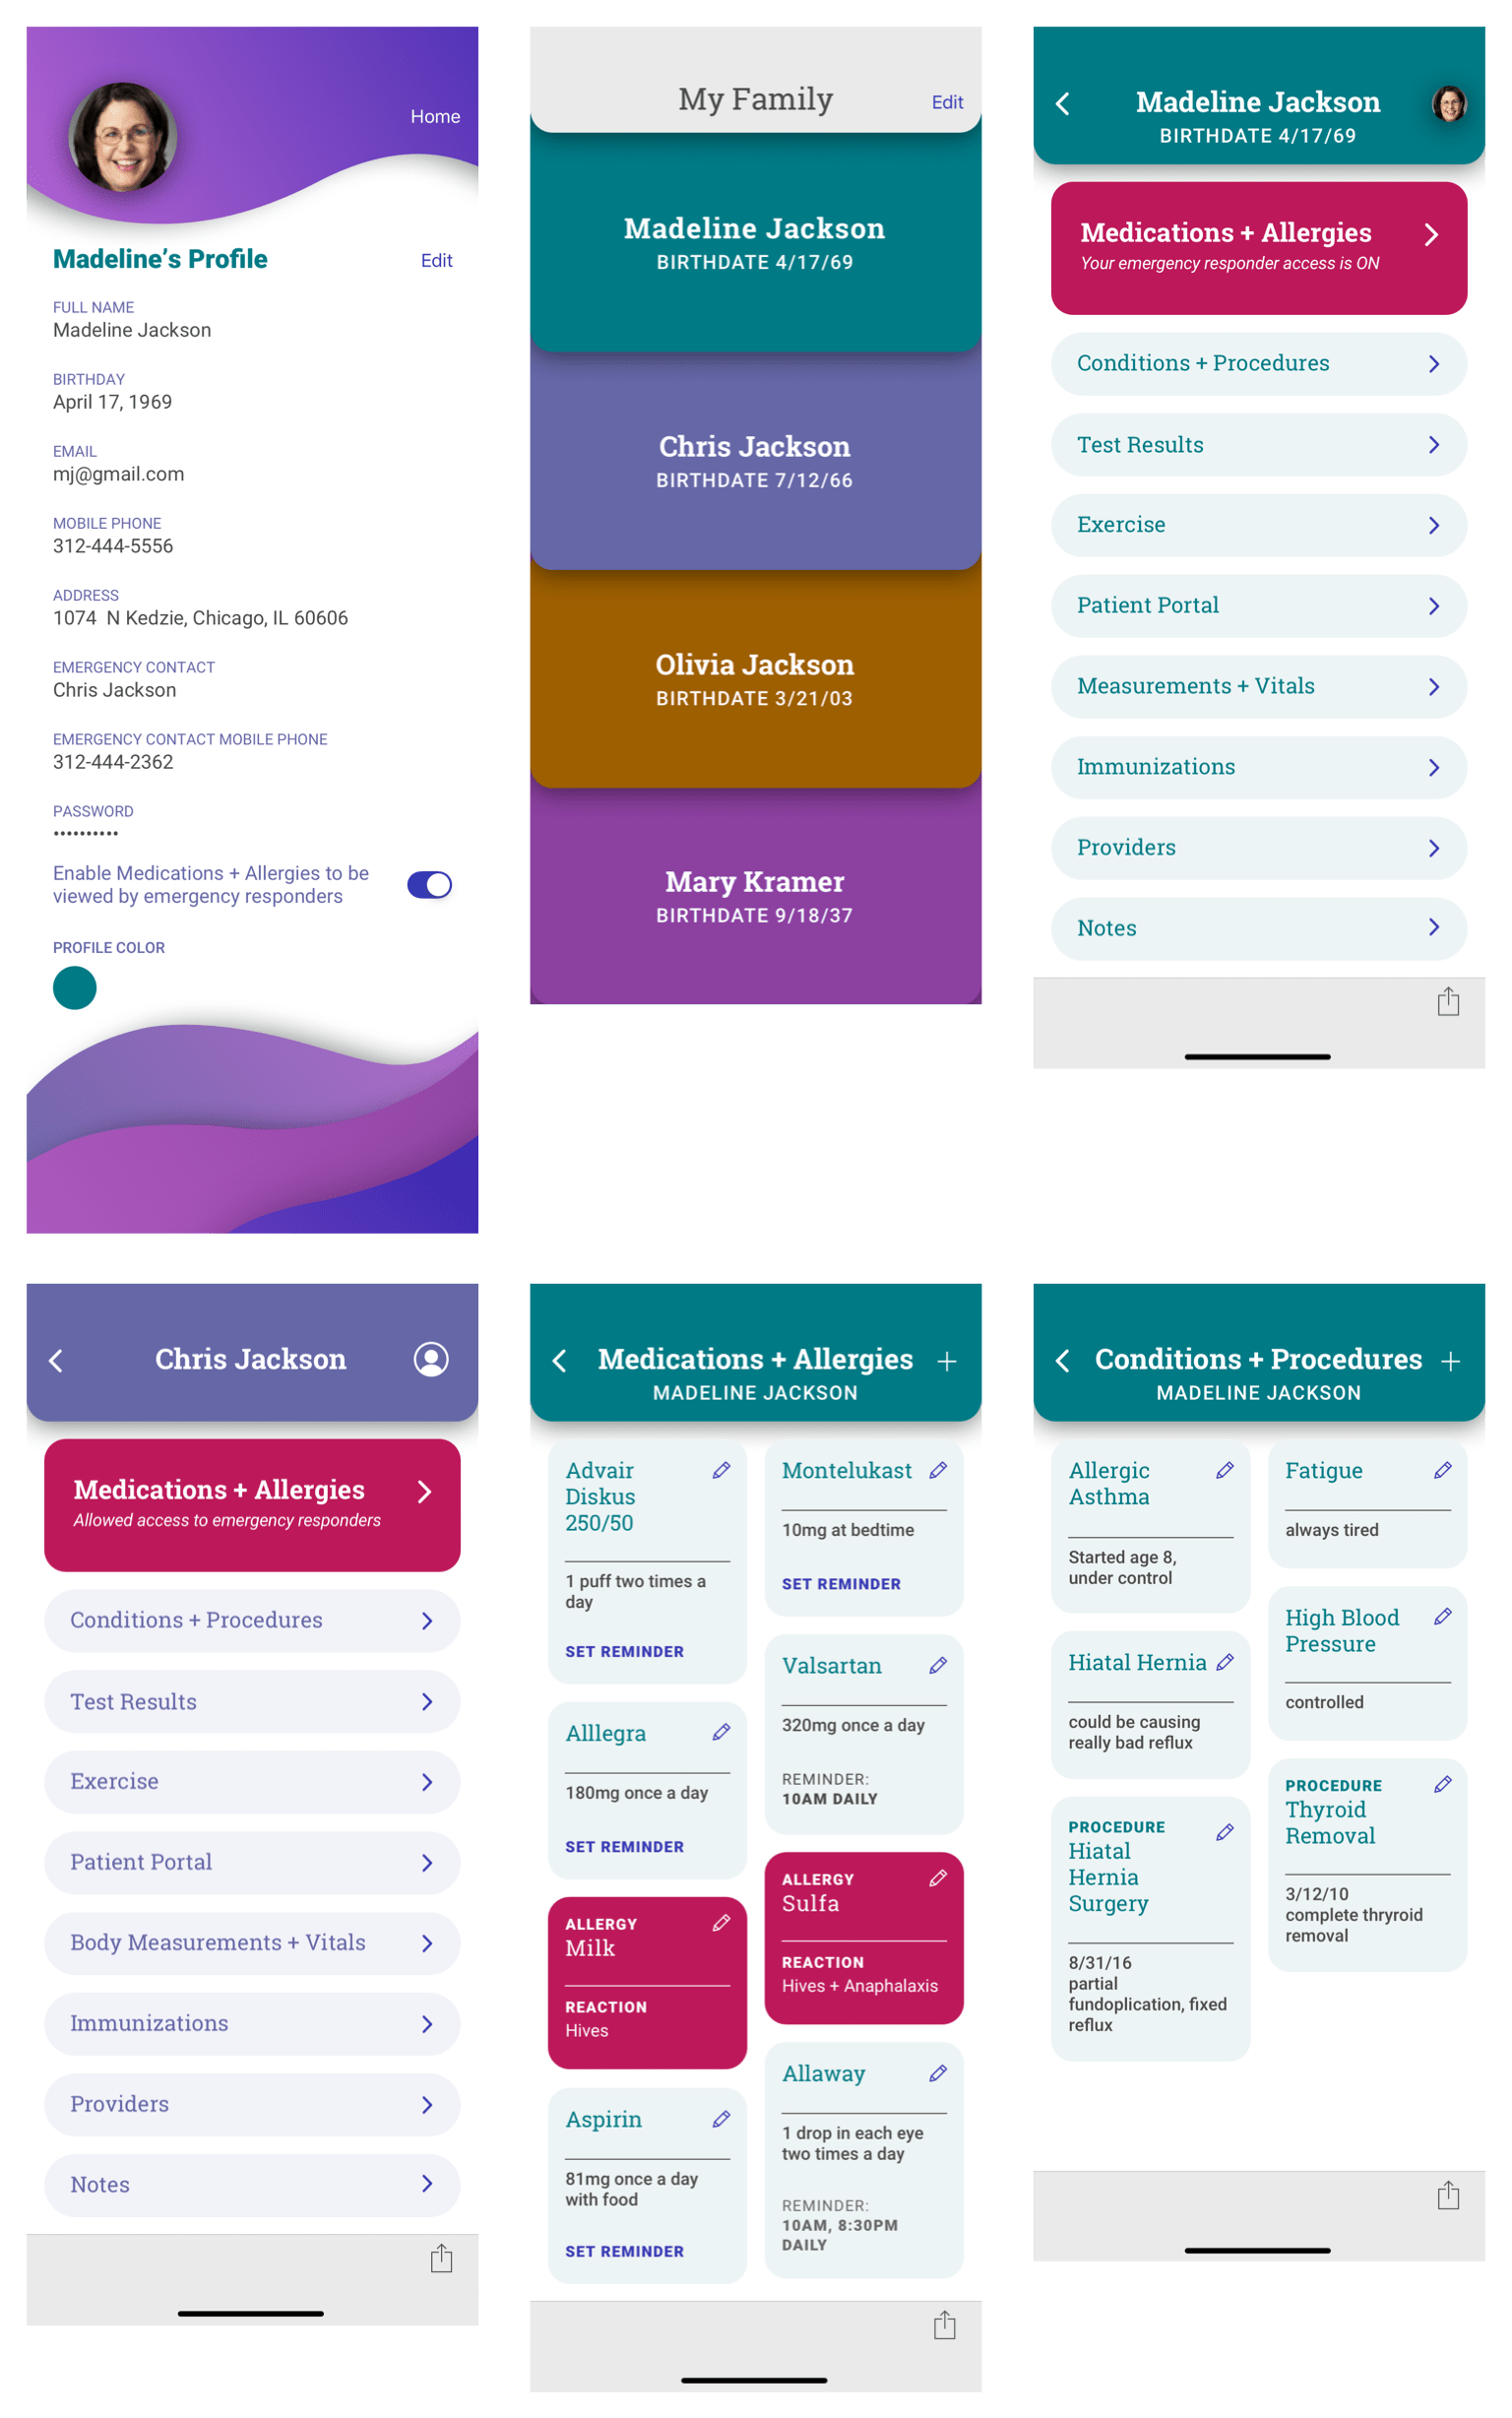 Home
Madeline’s Profile
Edit
FULL NAME
Madeline Jackson
BIRTHDAY
April 17, 1969
EMAIL
mj@gmail.com
MOBILE PHONE
312-444-5556
ADDRESS
1074  N Kedzie, Chicago, IL 60606
EMERGENCY CONTACT
Chris Jackson
EMERGENCY CONTACT MOBILE PHONE
312-444-2362
PASSWORD
••••••••••
Enable Medications + Allergies to be
viewed by emergency responders
PROFILE COLOR
My Family
Edit
Madeline Jackson
BIRTHDATE 4/17/69
Chris Jackson
BIRTHDATE 7/12/66
Olivia Jackson
BIRTHDATE 3/21/03
Mary Kramer
BIRTHDATE 9/18/37
Madeline Jackson
BIRTHDATE 4/17/69
Medications + Allergies
Your emergency responder access is ON
Conditions + Procedures
Test Results
Exercise
Patient Portal
Measurements + Vitals
Immunizations
Providers
Notes
Chris Jackson
Medications + Allergies
Allowed access to emergency responders
Conditions + Procedures
Test Results
Exercise
Patient Portal
Body Measurements + Vitals
Immunizations
Providers
Notes
Medications + Allergies
MADELINE JACKSON
Advair
Diskus
250/50
1 puff two times a
day
SET REMINDER
Alllegra
180mg once a day
SET REMINDER
ALLERGY
Milk
REACTION
Hives
Aspirin
81mg once a day
with food
SET REMINDER
Montelukast
10mg at bedtime
SET REMINDER
Valsartan
320mg once a day
REMINDER:
10AM DAILY
ALLERGY
Sulfa
REACTION
Hives + Anaphalaxis
Allaway
1 drop in each eye
two times a day
REMINDER:
10AM, 8:30PM
DAILY
Conditions + Procedures
MADELINE JACKSON
Allergic
Asthma
Started age 8,
under control
Hiatal Hernia
could be causing
really bad reflux
PROCEDURE
Hiatal
Hernia
Surgery
8/31/16
partial
fundoplication, fixed
reflux
Fatigue
always tired
High Blood
Pressure
controlled
PROCEDURE
Thyroid
Removal
3/12/10
complete thryroid
removal